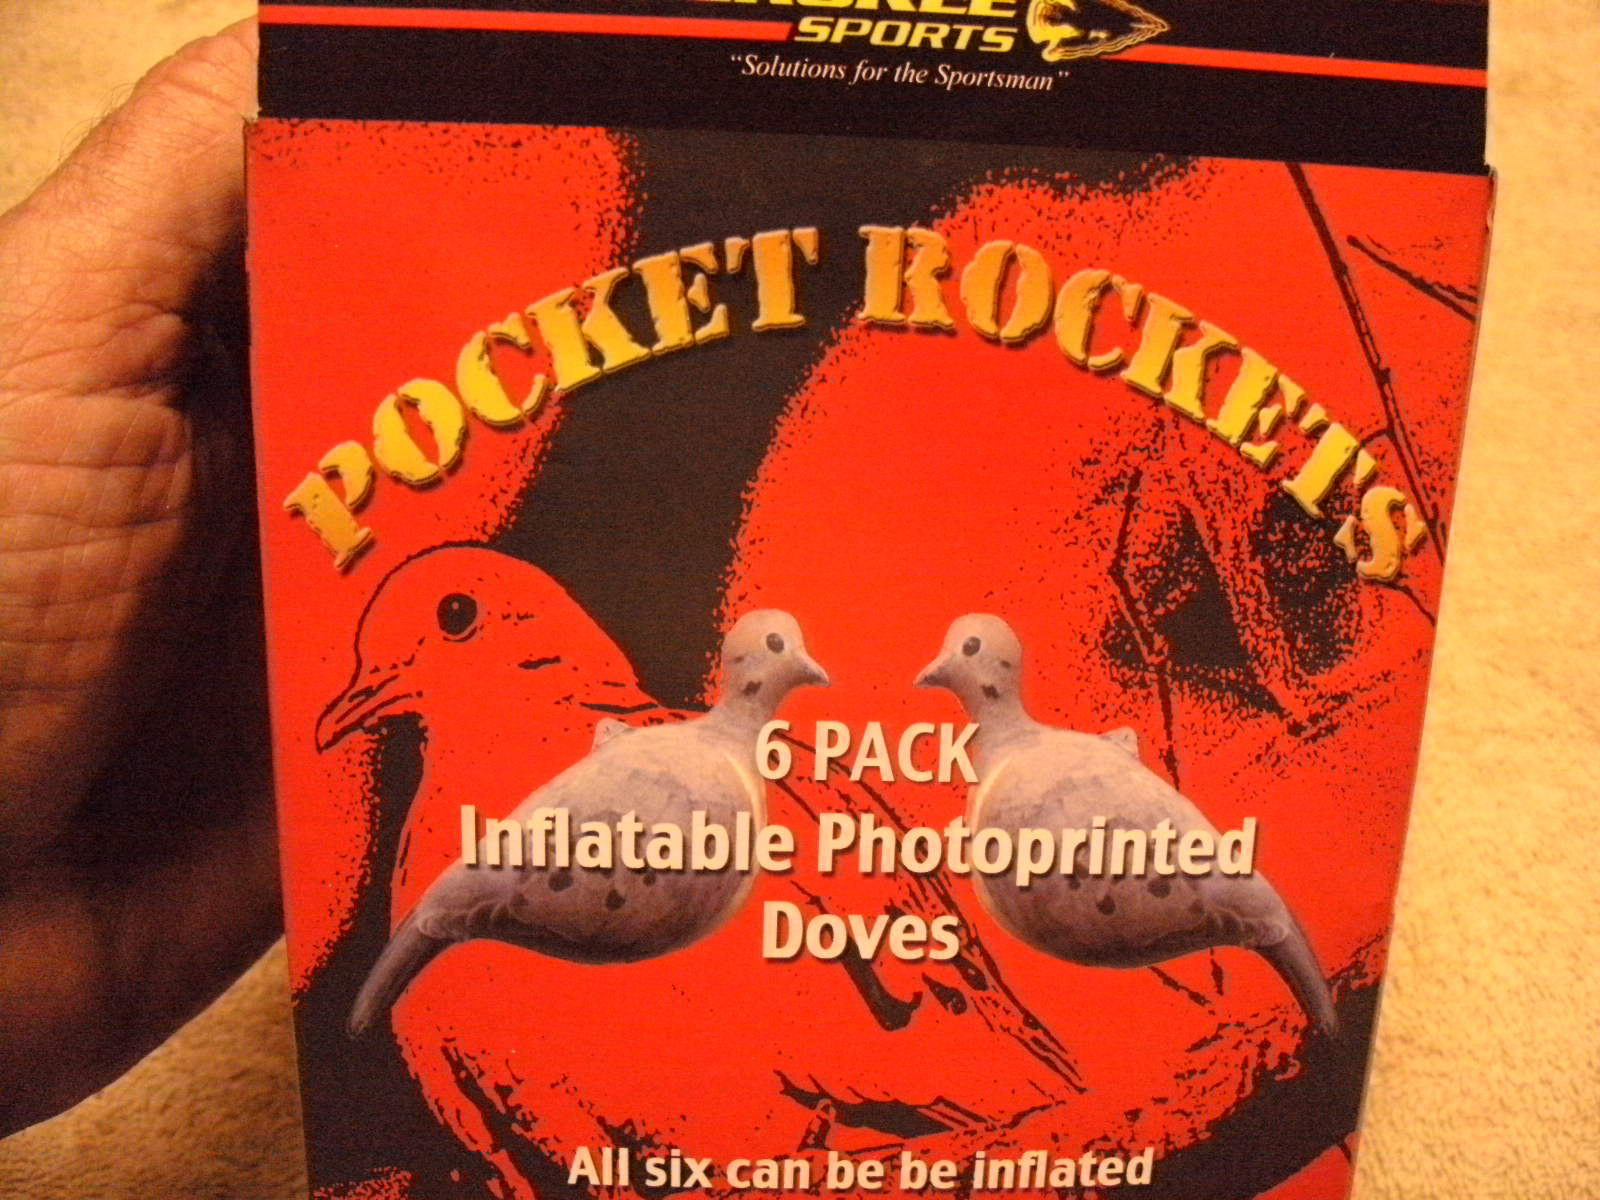 SPORTS
"Solutions for the Sportsman"
POCKET ROCKETS
6 PACK
Inflatable Photoprinted
Doves
All six can be be inflated